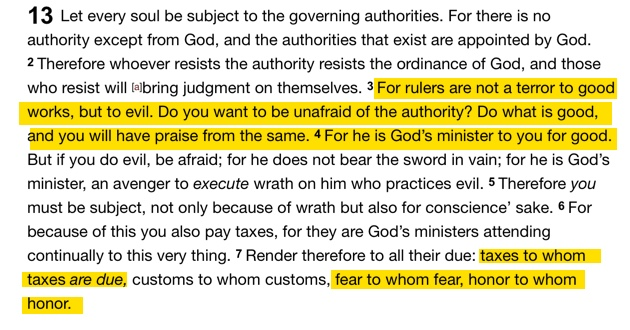 13 Let every soul be subject to the governing authorities. For there is no
authority except from God, and the authorities that exist are appointed by God.
2 Therefore whoever resists the authority resists the ordinance of God, and those
who resist will [a]bring judgment on themselves. 3 For rulers are not a terror to good
works, but to evil. Do you want to be unafraid of the authority? Do what is good,
and you will have praise from the same. 4 For he is God’s minister to you for good.
But if you do evil, be afraid; for he does not bear the sword in vain; for he is God’s
minister, an avenger to execute wrath on him who practices evil. 5 Therefore you
must be subject, not only because of wrath but also for conscience’ sake. 6 For
because of this you also pay taxes, for they are God’s ministers attending
continually to this very thing. 7 Render therefore to all their due: taxes to whom
taxes are due, customs to whom customs, fear to whom fear, honor to whom
honor.